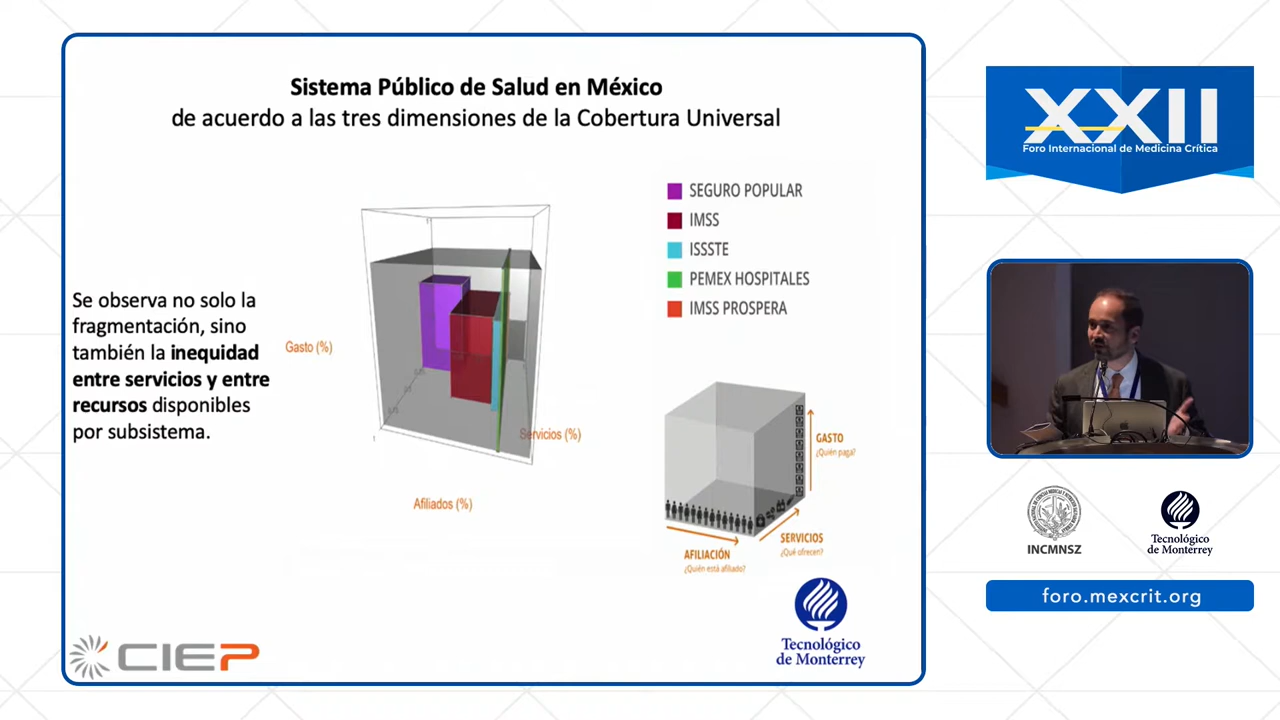 Sistema Público de Salud en México
de acuerdo a las tres dimensiones de la Cobertura Universal
Se observa no solo la
fragmentación, sino
también la inequidad
entre servicios y entre
recursos disponibles
por subsistema.
Gasto (%)
Servicios (%)
Afiliados (%)
SEGURO POPULAR
IMSS
ISSSTE
PEMEX HOSPITALES
IMSS PROSPERA
GASTO
¿Quién paga?
SERVICIOS
¿Qué ofrecen?
AFILIACIÓN
¿Quién está afiliado?
CIEP
Tecnológico
de Monterrey
XXII
Foro Internacional de Medicina Crítica
INCMNSZ
Tecnológico
de Monterrey
foro.mexcrit.org